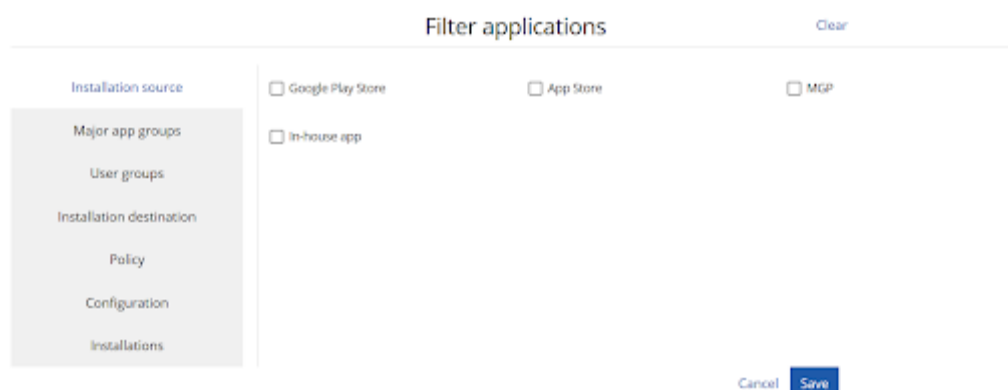 Filter applications
Clear
Installation source
Google Play Store
App Store
MGP
Major app groups
In-house app
User groups
Installation destination
Policy
Configuration
Installations
Cancel
Save